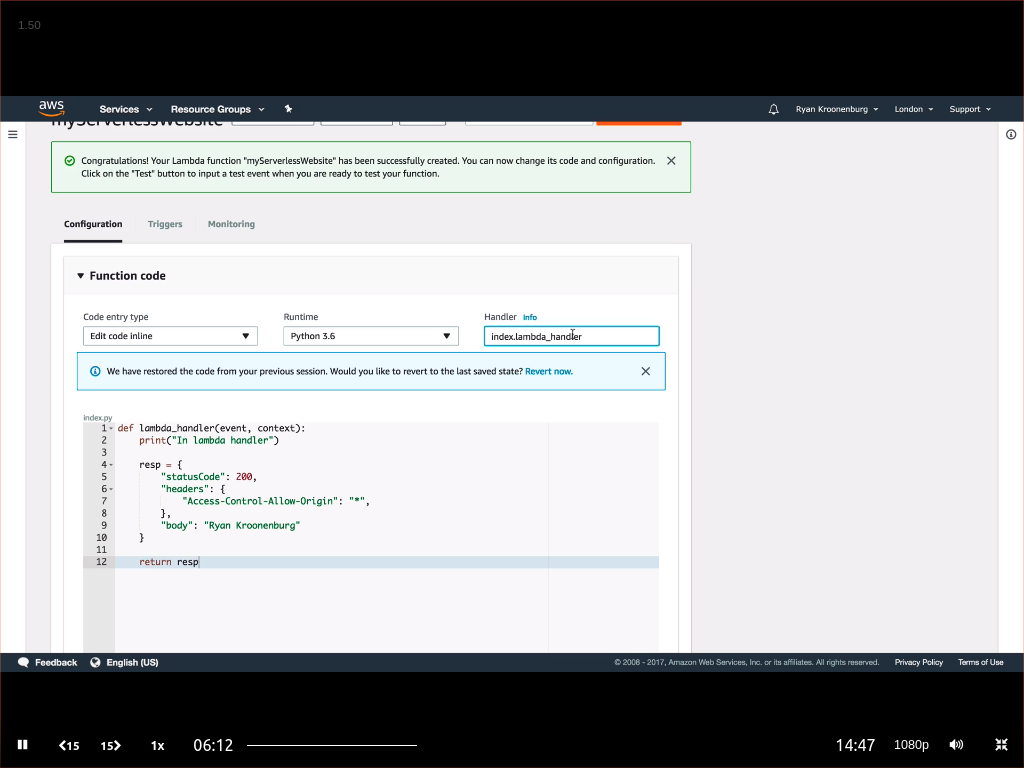 1.50
aws
Services
Resource Groups
Ryan Kroonenburg
London
Support
myServerlessWebsite
Congratulations! Your Lambda function "myServerlessWebsite" has been successfully created. You can now change its code and configuration.
Click on the "Test" button to input a test event when you are ready to test your function.
Configuration
Triggers
Monitoring
Function code
Code entry type
Runtime
Handler Info
Edit code inline
Python 3.6
index.lambda_handler
We have restored the code from your previous session. Would you like to revert to the last saved state? Revert now.
index.py
1 def lambda_handler(event, context):
2     print("In lambda handler")
3
4     resp = {
5         "statusCode": 200,
6         "headers": {
7             "Access-Control-Allow-Origin": "*",
8         },
9         "body": "Ryan Kroonenburg"
10     }
11
12     return resp
Feedback
English (US)
© 2008 - 2017, Amazon Web Services, Inc. or its affiliates. All rights reserved.
Privacy Policy
Terms of Use
15
15
1x
06:12
14:47
1080p